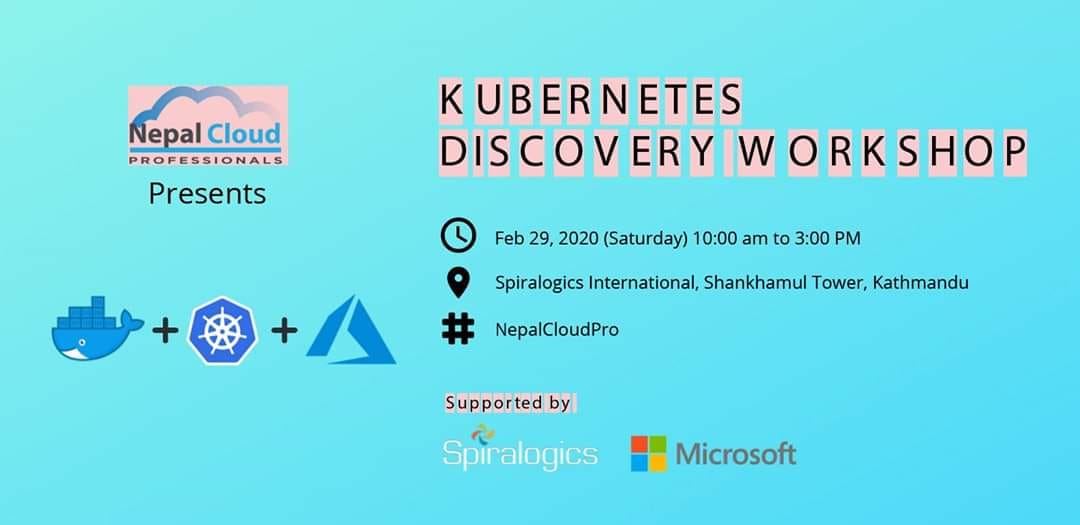 Nepal Cloud
PROFESSIONALS
Presents
KUBERNETES
DISCOVERY WORKSHOP
Feb 29, 2020 (Saturday) 10:00 am to 3:00 PM
Spiralogics International, Shankhamul Tower, Kathmandu
# NepalCloudPro
Supported by
Spiralogics
Microsoft